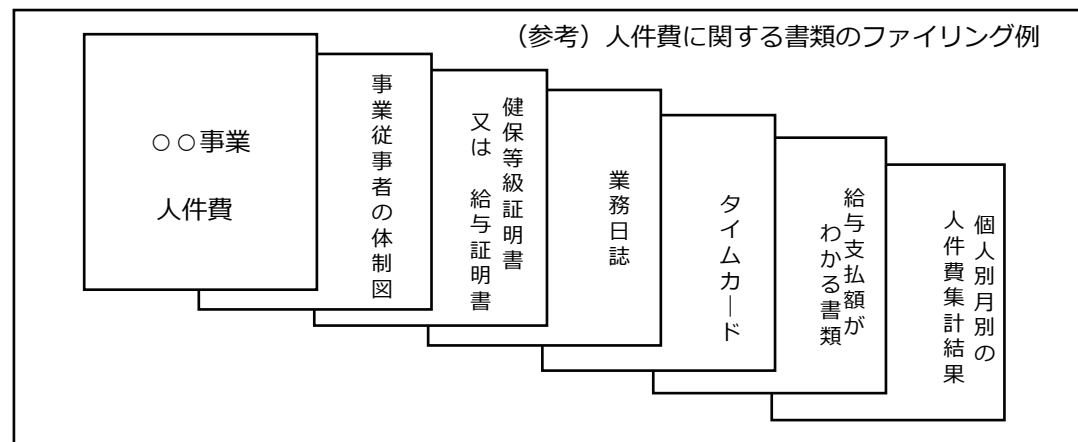 （参考）人件費に関する書類のファイリング例
○○事業
人件費
事業従事者の体制図
健保等級証明書
又は　給与証明書
業務日誌
タイムカード
給与支払額が
わかる書類
個人別月別の
人件費集計結果